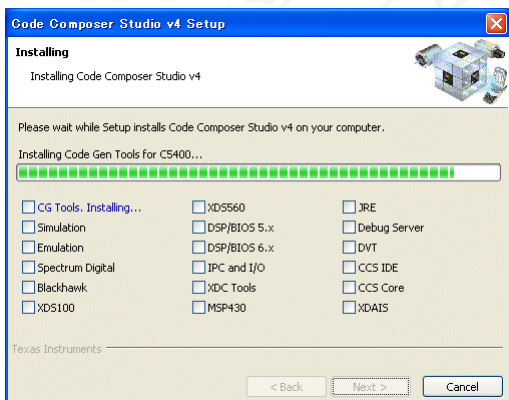 Code Composer Studio v4 Setup
Installing
Installing Code Composer Studio v4
Please wait while Setup installs Code Composer Studio v4 on your computer.
Installing Code Gen Tools for C5400...
CG Tools. Installing... XDS560 JRE
Simulation DSP/BIOS 5.x Debug Server
Emulation DSP/BIOS 6.x DVT
Spectrum Digital IPC and I/O CCS IDE
Blackhawk XDC Tools CCS Core
XDS100 MSP430 XDAIS
Texas Instruments
< Back Next > Cancel